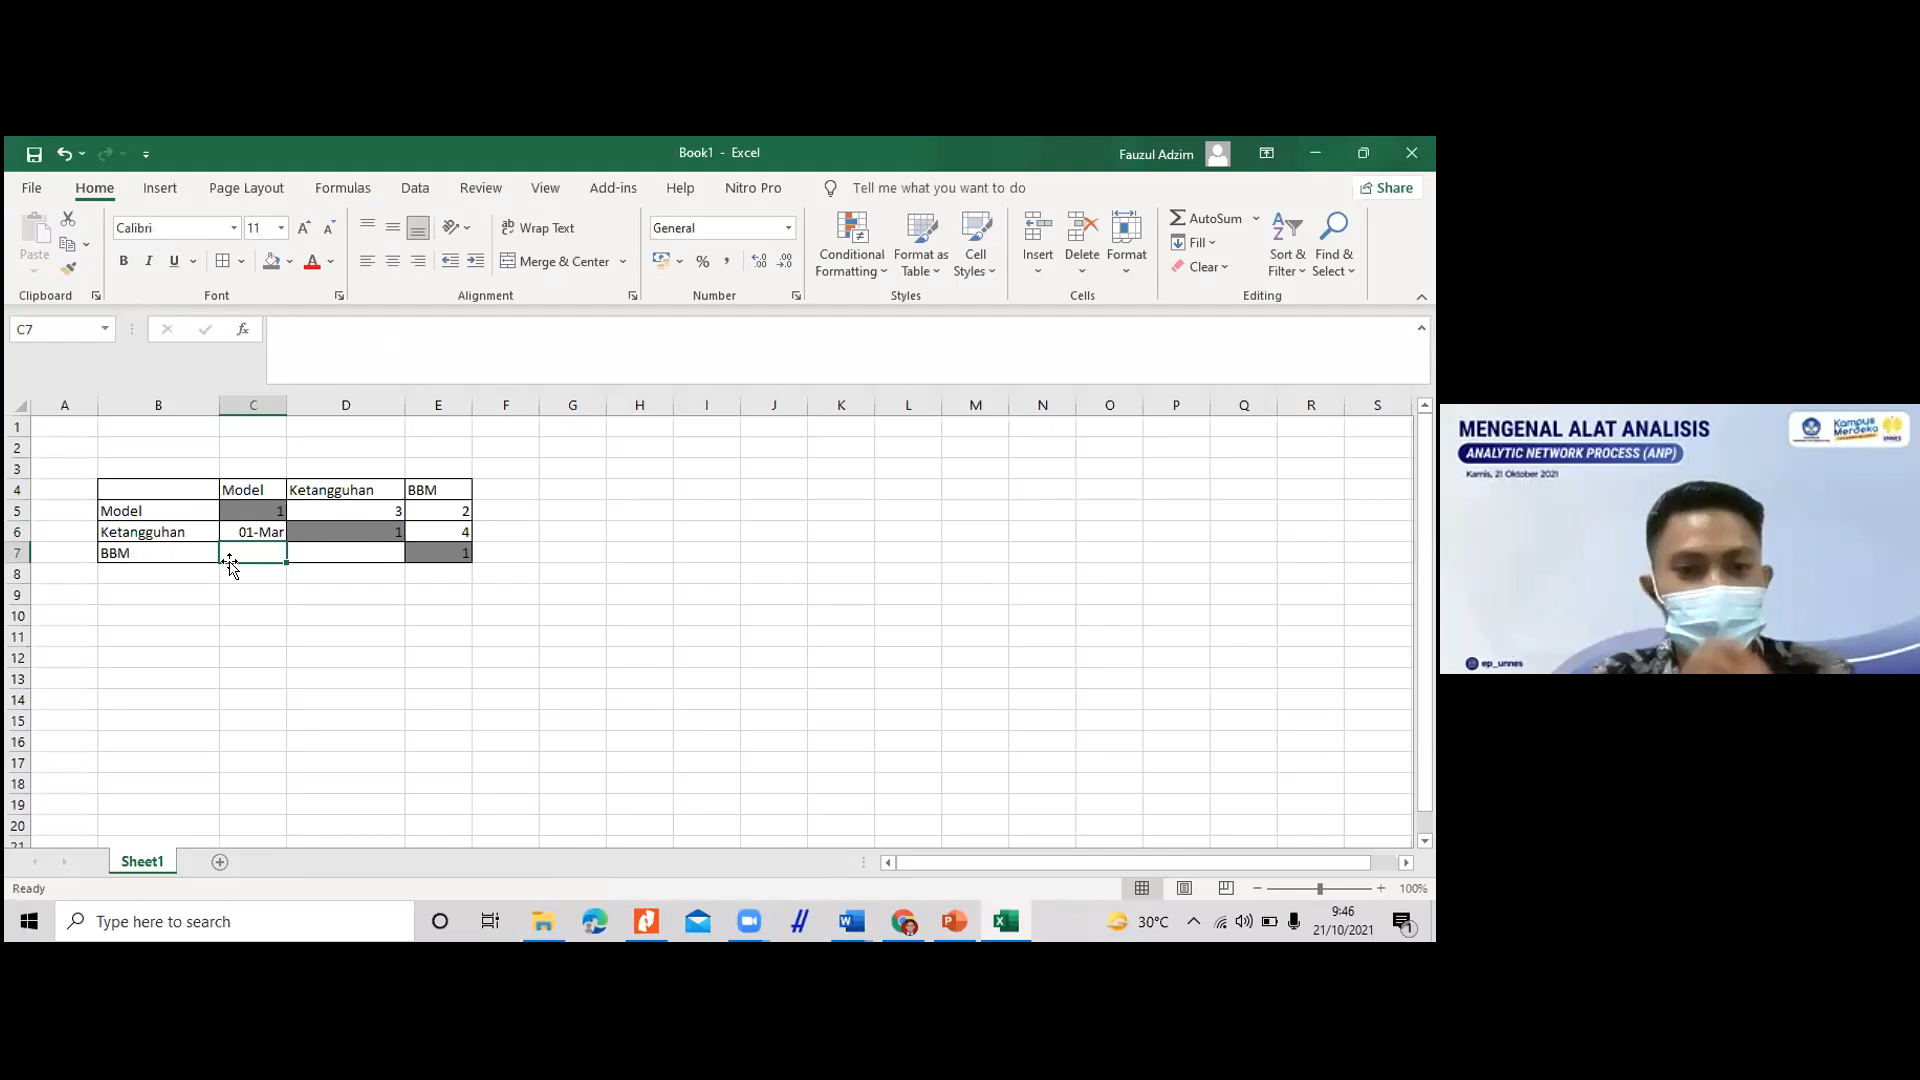 Book1 - Excel
Fauzul Adzim
File Home Insert Page Layout Formulas Data Review View Add-ins Help Nitro Pro Tell me what you want to do Share
Paste
Calibri 11
B I U A
Wrap Text
Merge & Center
General
%
Conditional Formatting
Format as Table
Cell Styles
Insert
Delete
Format
AutoSum
Fill
Clear
Sort & Filter
Find & Select
Clipboard Font Alignment Number Styles Cells Editing
C7
fx
A B C D E F G H I J K L M N O P Q R S
1
2
3
4 Model Ketangguhan BBM
5 Model 1 3 2
6 Ketangguhan 01-Mar 1 4
7 BBM 1
8
9
10
11
12
13
14
15
16
17
18
19
20
21
Sheet1
Ready
100%
Type here to search
30°C
9:46
21/10/2021
1
MENGENAL ALAT ANALISIS
ANALYTIC NETWORK PROCESS (ANP)
Kamis, 21 Oktober 2021
Kampus Merdeka
UNNES
ep_unnes